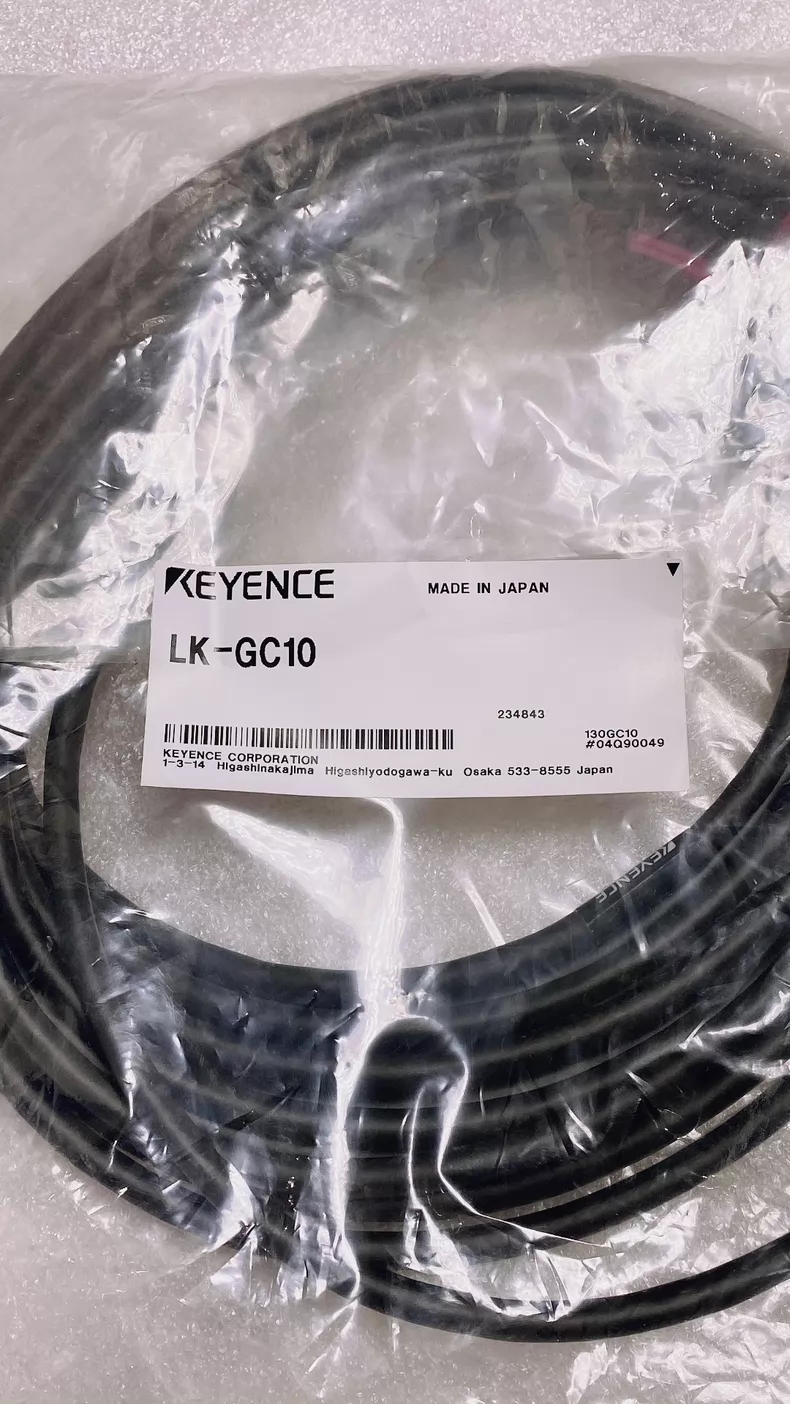 KEYENCE MADE IN JAPAN
LK-GC10
234843
130GC10
#04Q90049
KEYENCE CORPORATION
1-3-14 Higashinakajima Higashiyodogawa-ku Osaka 533-8555 Japan
KEYENCE